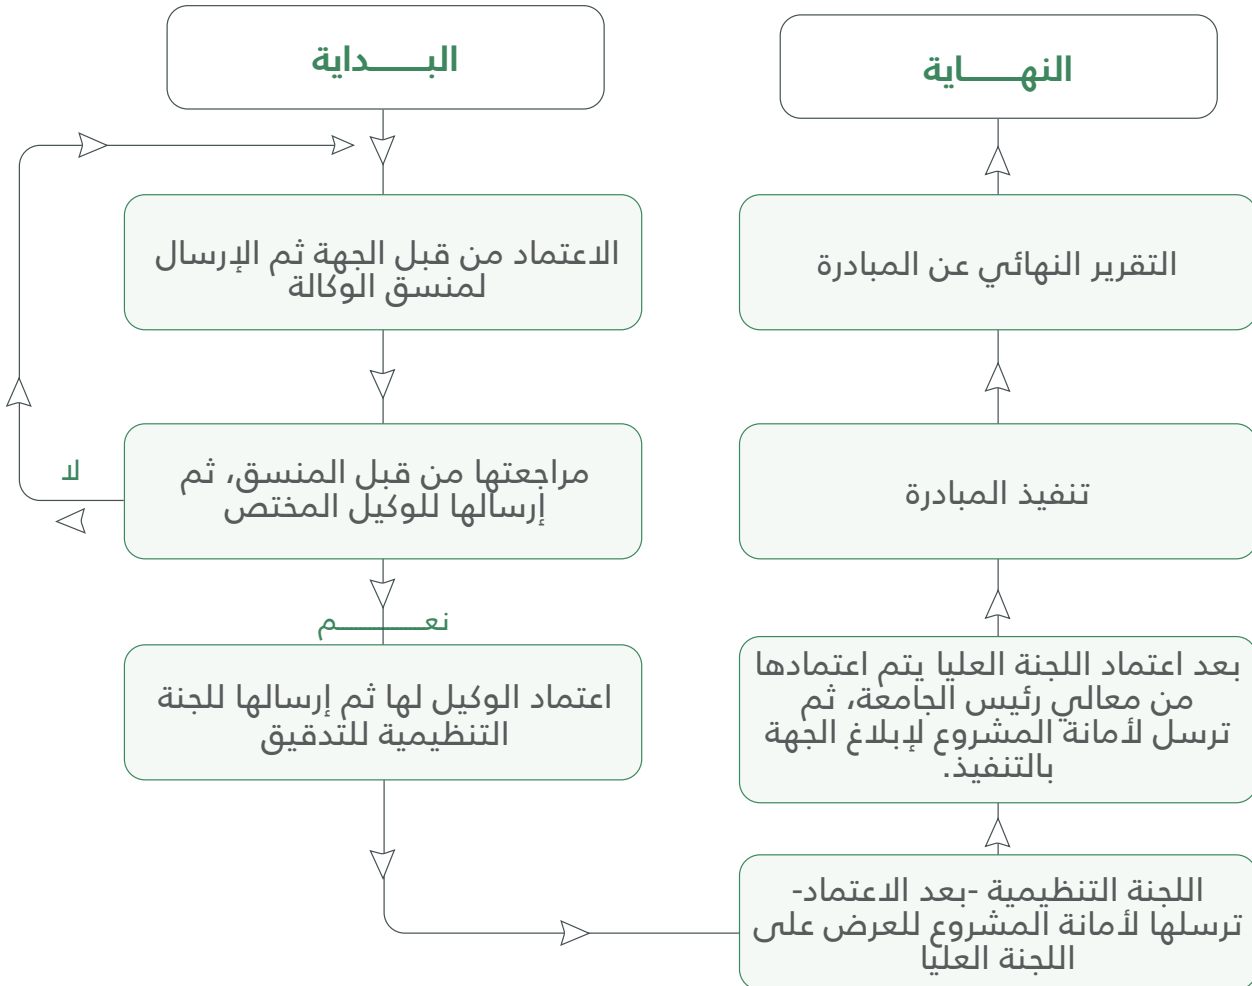 البـــــداية
الاعتماد من قبل الجهة ثم الإرسال
لمنسق الوكالة
مراجعتها من قبل المنسق، ثم
إرسالها للوكيل المختص
لا
نعـــــــم
اعتماد الوكيل لها ثم إرسالها للجنة
التنظيمية للتدقيق
اللجنة التنظيمية -بعد الاعتماد-
ترسلها لأمانة المشروع للعرض على
اللجنة العليا
بعد اعتماد اللجنة العليا يتم اعتمادها
من معالي رئيس الجامعة، ثم
ترسل لأمانة المشروع لإبلاغ الجهة
بالتنفيذ.
تنفيذ المبادرة
التقرير النهائي عن المبادرة
النهـــــاية